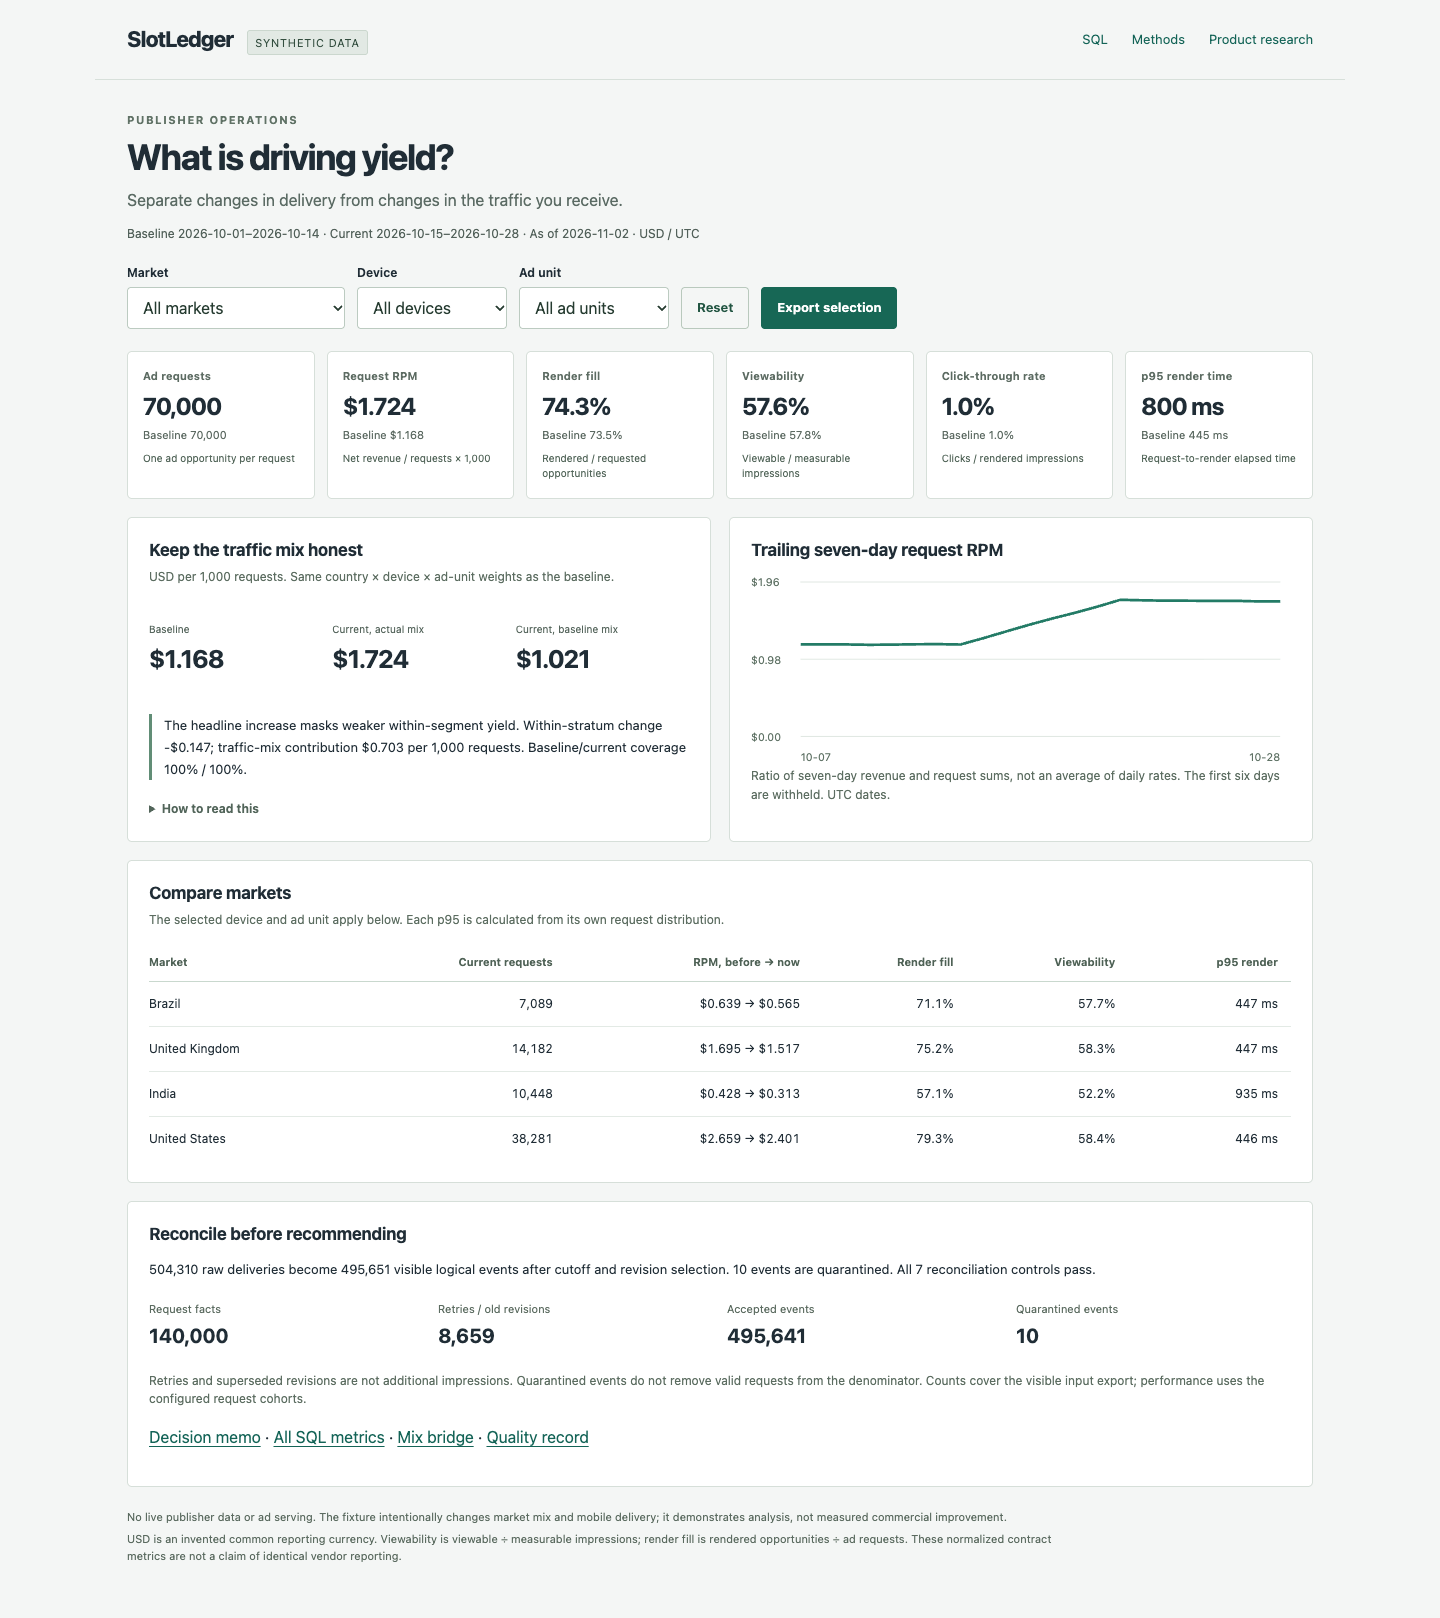 SlotLedger SYNTHETIC DATA SQL Methods Product research
PUBLISHER OPERATIONS
What is driving yield?
Separate changes in delivery from changes in the traffic you receive.
Baseline 2026-10-01–2026-10-14 · Current 2026-10-15–2026-10-28 · As of 2026-11-02 · USD / UTC
Market Device Ad unit
All markets All devices All ad units Reset Export selection
Ad requests
70,000
Baseline 70,000
One ad opportunity per request
Request RPM
$1.724
Baseline $1.168
Net revenue / requests × 1,000
Render fill
74.3%
Baseline 73.5%
Rendered / requested
opportunities
Viewability
57.6%
Baseline 57.8%
Viewable / measurable
impressions
Click-through rate
1.0%
Baseline 1.0%
Clicks / rendered impressions
p95 render time
800 ms
Baseline 445 ms
Request-to-render elapsed time
Keep the traffic mix honest
USD per 1,000 requests. Same country × device × ad-unit weights as the baseline.
Baseline Current, actual mix Current, baseline mix
$1.168 $1.724 $1.021
The headline increase masks weaker within-segment yield. Within-stratum change
-$0.147; traffic-mix contribution $0.703 per 1,000 requests. Baseline/current coverage
100% / 100%.
How to read this
Trailing seven-day request RPM
$1.96
$0.98
$0.00
10-07 10-28
Ratio of seven-day revenue and request sums, not an average of daily rates. The first six days
are withheld. UTC dates.
Compare markets
The selected device and ad unit apply below. Each p95 is calculated from its own request distribution.
Market Current requests RPM, before → now Render fill Viewability p95 render
Brazil 7,089 $0.639 → $0.565 71.1% 57.7% 447 ms
United Kingdom 14,182 $1.695 → $1.517 75.2% 58.3% 447 ms
India 10,448 $0.428 → $0.313 57.1% 52.2% 935 ms
United States 38,281 $2.659 → $2.401 79.3% 58.4% 446 ms
Reconcile before recommending
504,310 raw deliveries become 495,651 visible logical events after cutoff and revision selection. 10 events are quarantined. All 7 reconciliation controls pass.
Request facts Retries / old revisions Accepted events Quarantined events
140,000 8,659 495,641 10
Retries and superseded revisions are not additional impressions. Quarantined events do not remove valid requests from the denominator. Counts cover the visible input export; performance uses the
configured request cohorts.
Decision memo · All SQL metrics · Mix bridge · Quality record
No live publisher data or ad serving. The fixture intentionally changes market mix and mobile delivery; it demonstrates analysis, not measured commercial improvement.
USD is an invented common reporting currency. Viewability is viewable ÷ measurable impressions; render fill is rendered opportunities ÷ ad requests. These normalized contract
metrics are not a claim of identical vendor reporting.